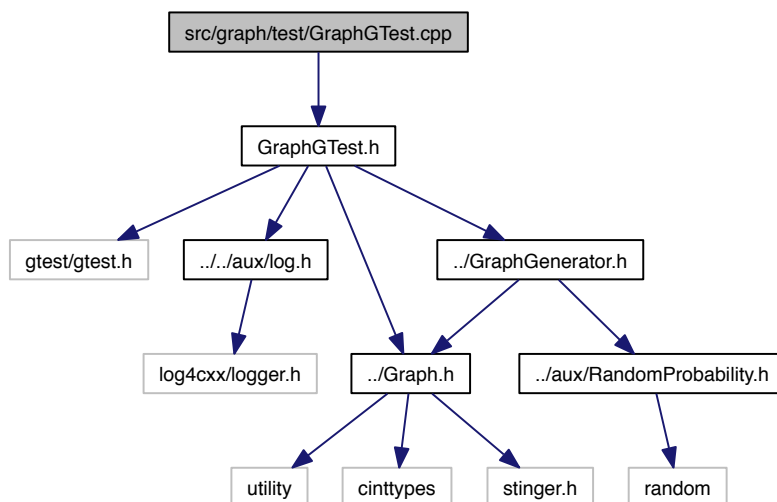 src/graph/test/GraphGTest.cpp
GraphGTest.h
gtest/gtest.h
../../aux/log.h
../GraphGenerator.h
log4cxx/logger.h
../Graph.h
../aux/RandomProbability.h
utility
cinttypes
stinger.h
random